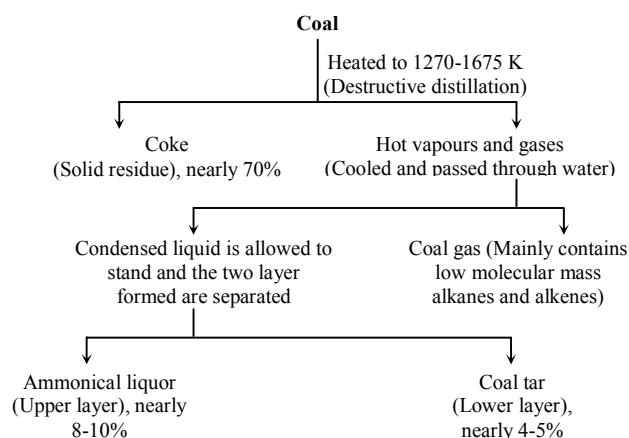 Coal
Heated to 1270-1675 K
(Destructive distillation)
Coke
(Solid residue), nearly 70%
Hot vapours and gases
(Cooled and passed through water)
Condensed liquid is allowed to
stand and the two layer
formed are separated
Coal gas (Mainly contains
low molecular mass
alkanes and alkenes)
Ammonical liquor
(Upper layer), nearly
8-10%
Coal tar
(Lower layer),
nearly 4-5%